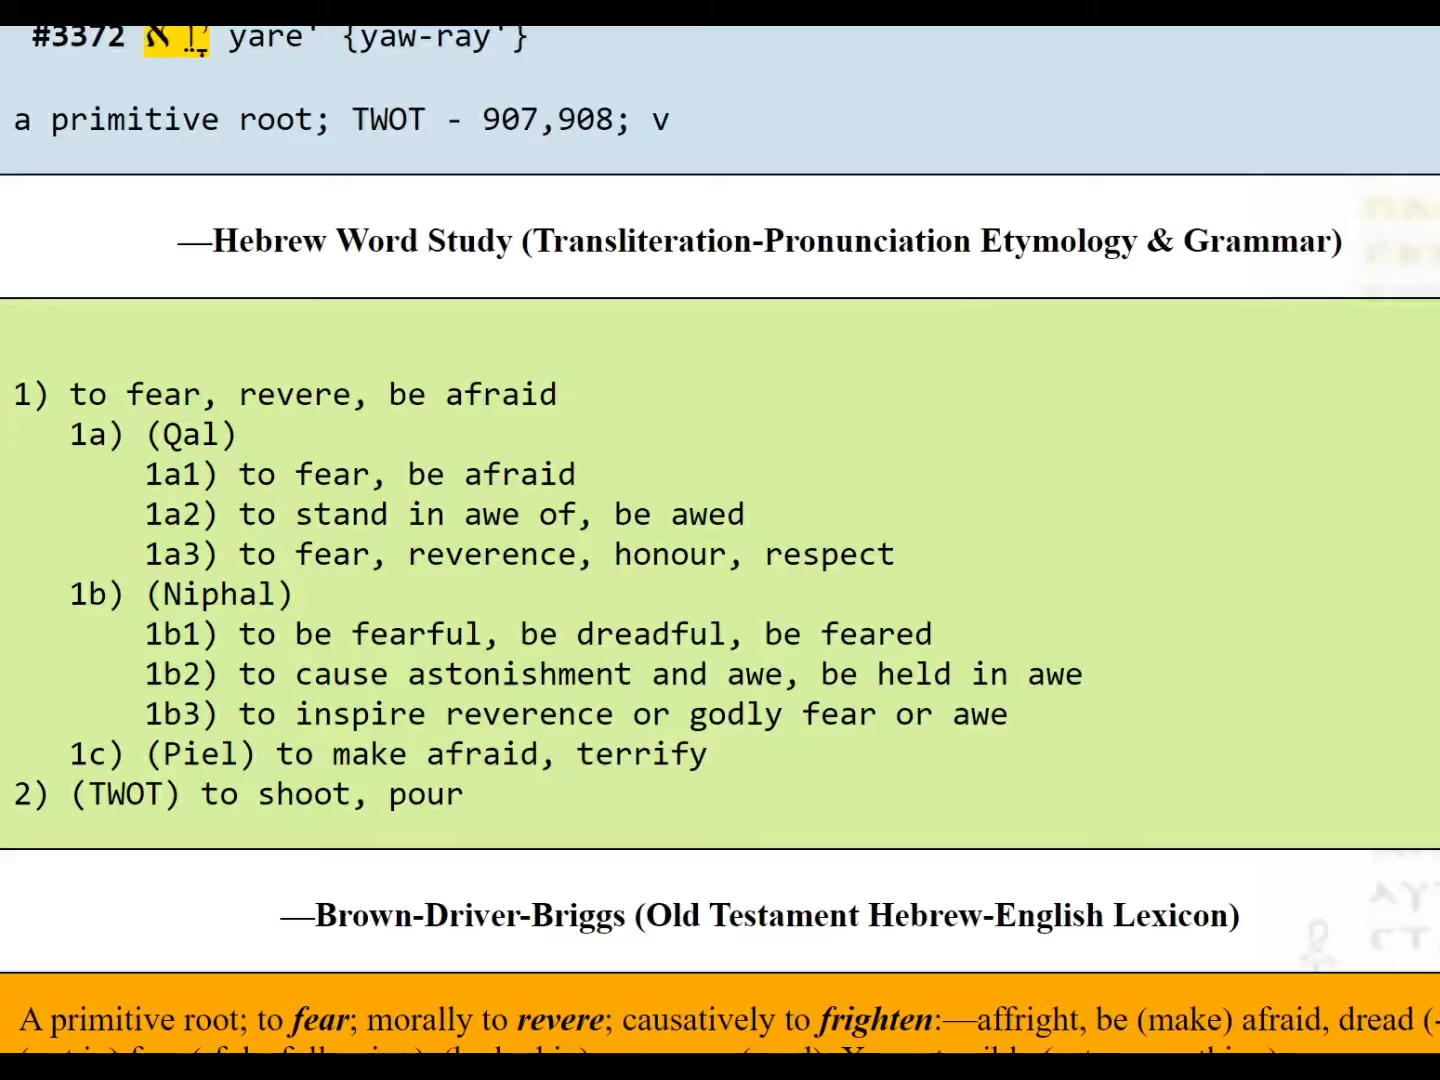 #3372 יָרֵא yare' {yaw-ray'}
a primitive root; TWOT - 907,908; v
—Hebrew Word Study (Transliteration-Pronunciation Etymology & Grammar)
1) to fear, revere, be afraid
1a) (Qal)
1a1) to fear, be afraid
1a2) to stand in awe of, be awed
1a3) to fear, reverence, honour, respect
1b) (Niphal)
1b1) to be fearful, be dreadful, be feared
1b2) to cause astonishment and awe, be held in awe
1b3) to inspire reverence or godly fear or awe
1c) (Piel) to make afraid, terrify
2) (TWOT) to shoot, pour
—Brown-Driver-Briggs (Old Testament Hebrew-English Lexicon)
A primitive root; to fear; morally to revere; causatively to frighten:—affright, be (make) afraid, dread (-